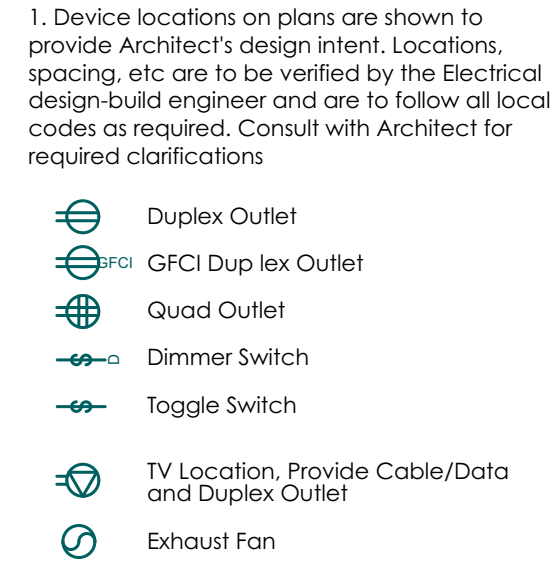 1. Device locations on plans are shown to
provide Architect's design intent. Locations,
spacing, etc are to be verified by the Electrical
design-build engineer and are to follow all local
codes as required. Consult with Architect for
required clarifications
Duplex Outlet
GFCI GFCI Dup lex Outlet
Quad Outlet
$ D Dimmer Switch
$ Toggle Switch
TV Location, Provide Cable/Data
and Duplex Outlet
Exhaust Fan